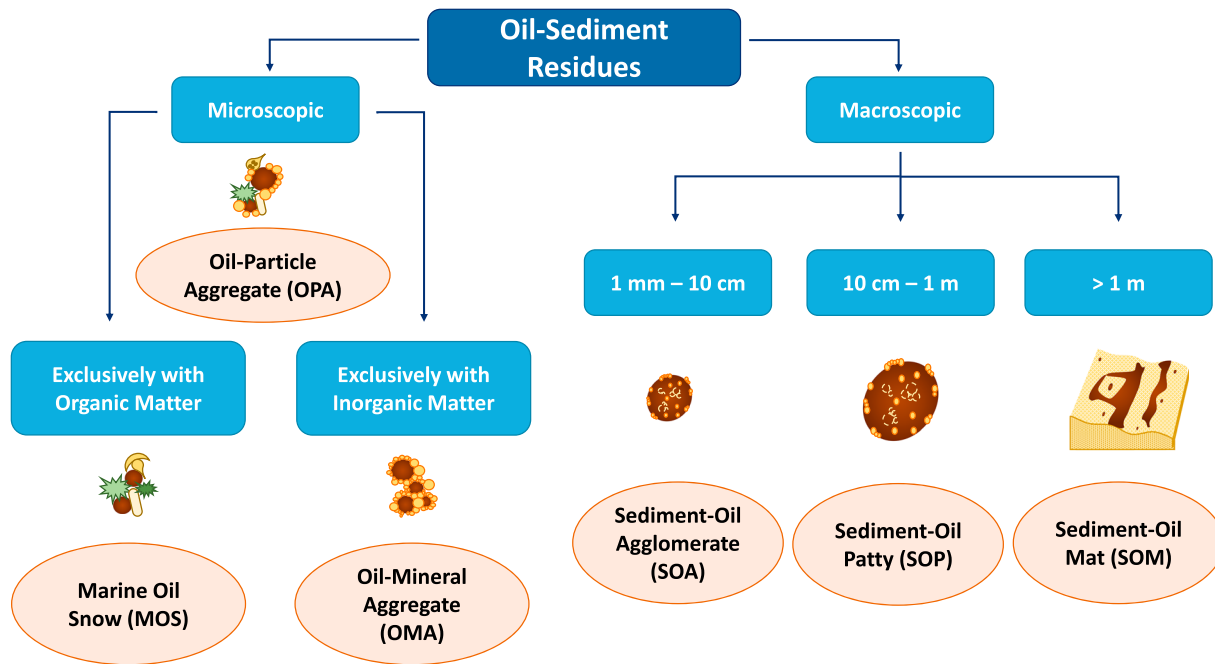 Oil-Sediment
Residues
Microscopic
Macroscopic
Oil-Particle
Aggregate (OPA)
1 mm – 10 cm
10 cm – 1 m
> 1 m
Exclusively with
Organic Matter
Exclusively with
Inorganic Matter
Marine Oil
Snow (MOS)
Oil-Mineral
Aggregate
(OMA)
Sediment-Oil
Agglomerate
(SOA)
Sediment-Oil
Patty (SOP)
Sediment-Oil
Mat (SOM)